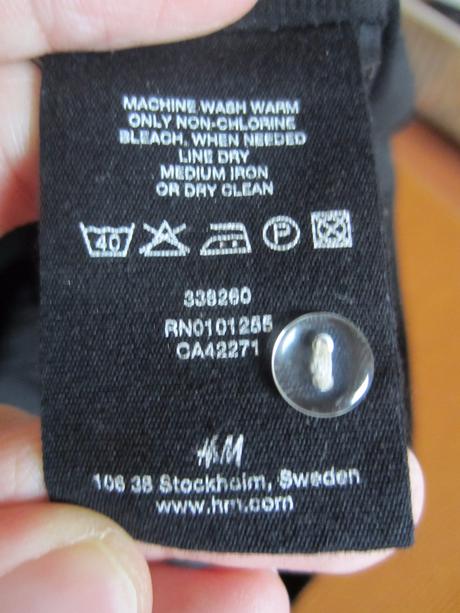 MACHINE WASH WARM
ONLY NON-CHLORINE
BLEACH, WHEN NEEDED
LINE DRY
MEDIUM IRON
OR DRY CLEAN
40 P
338260
RN0101255
CA42271
H&M
106 38 Stockholm, Sweden
www.hm.com